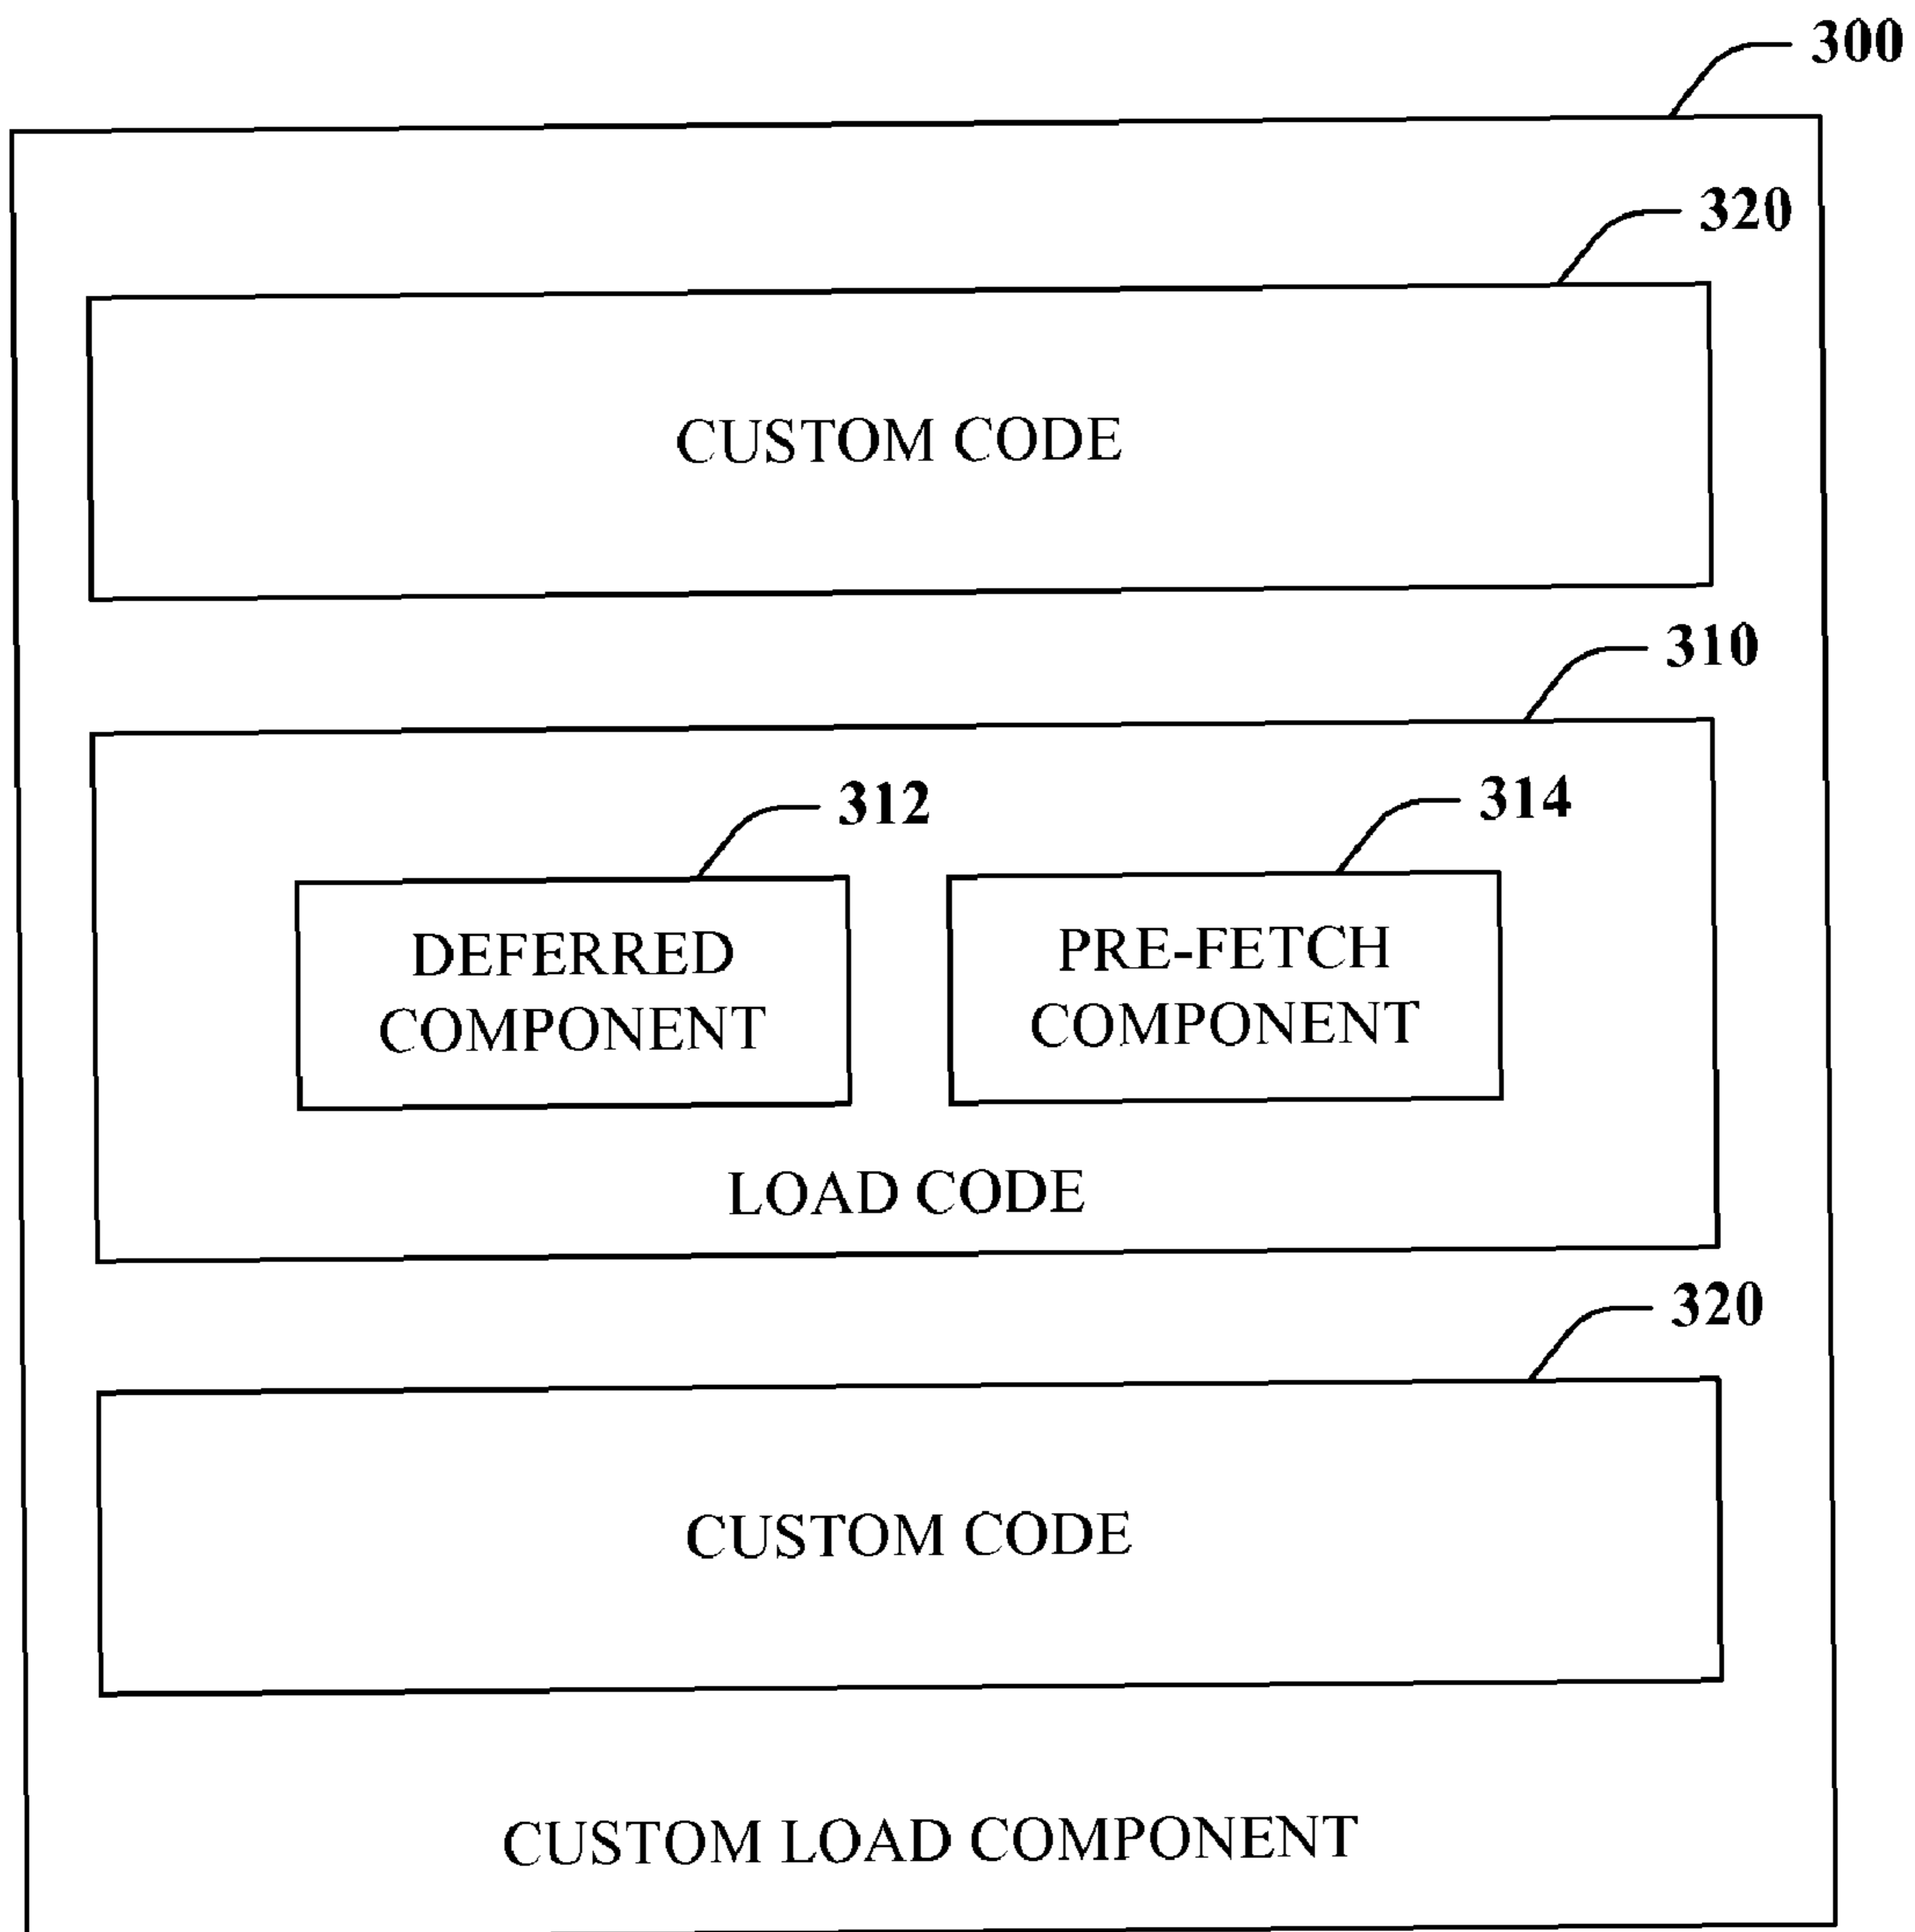 300
320
CUSTOM CODE
310
312
314
DEFERRED
COMPONENT
PRE-FETCH
COMPONENT
LOAD CODE
320
CUSTOM CODE
CUSTOM LOAD COMPONENT